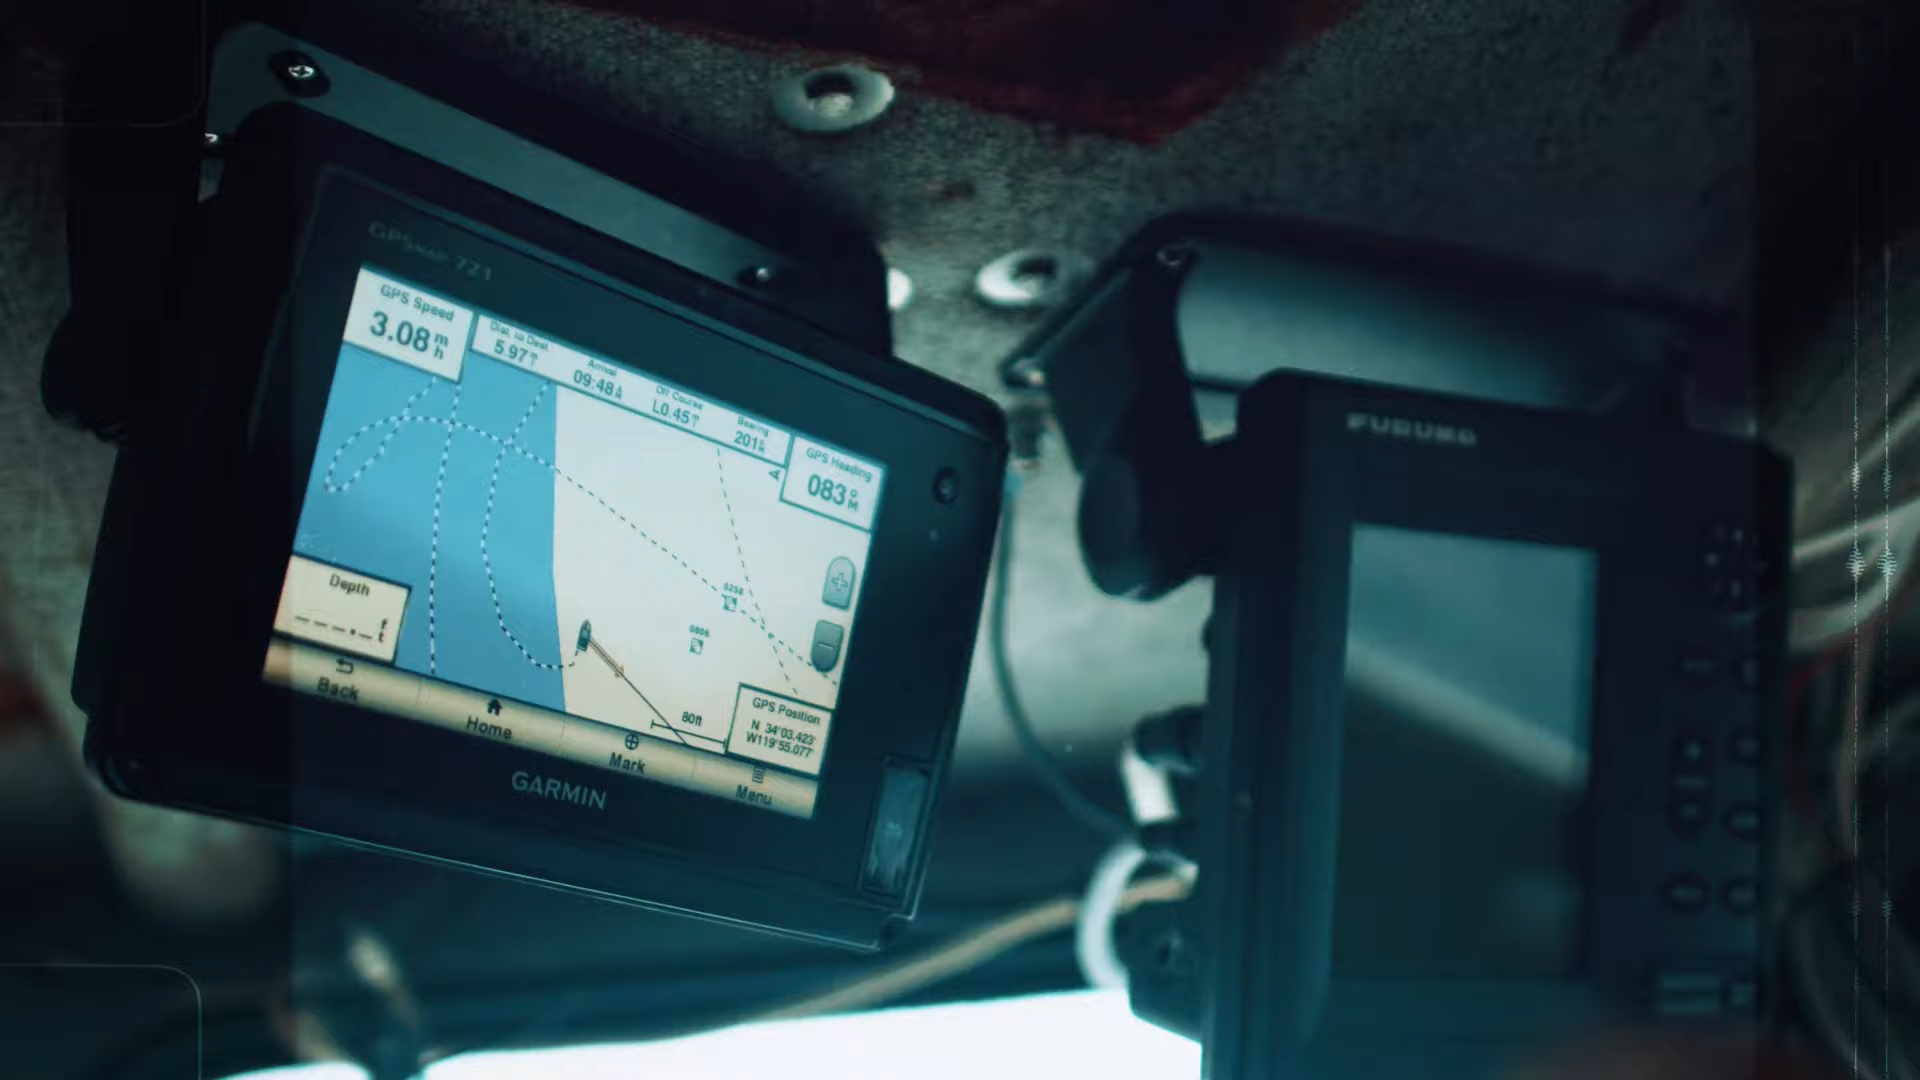 GPSMAP 721
GPS Speed
3.08 m
h
Dist. to Dest.
5.97
Arrival
09:48
Off Course
L0.45
Bearing
201
GPS Heading
083
0250
0806
Depth
____._ f
t
80ft
GPS Position
N 34°03.423'
W119°55.077'
Back
Home
Mark
Menu
GARMIN
FURUNO